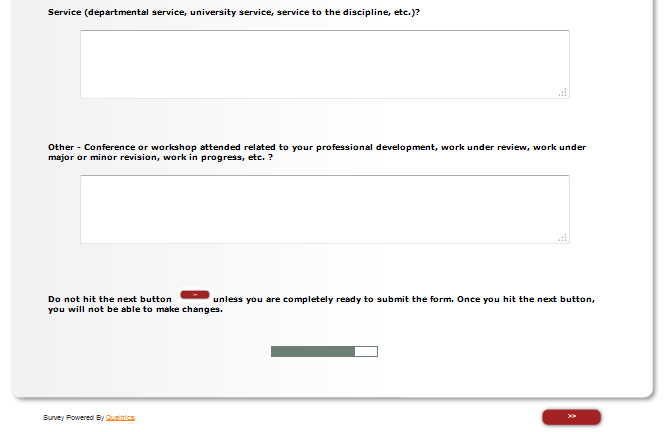 Service (departmental service, university service, service to the discipline, etc.)?
Other - Conference or workshop attended related to your professional development, work under review, work under
major or minor revision, work in progress, etc. ?
Do not hit the next button >> unless you are completely ready to submit the form. Once you hit the next button,
you will not be able to make changes.
Survey Powered By Qualtrics
>>